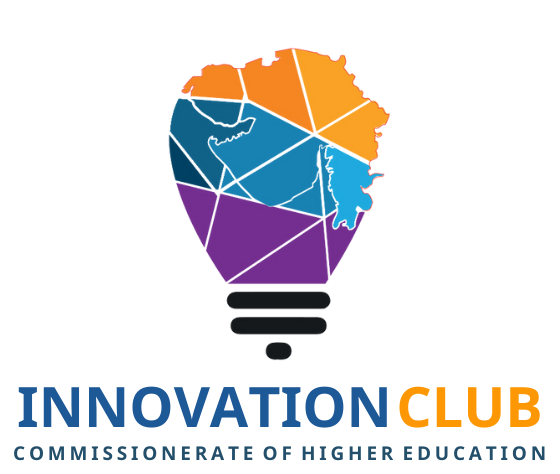 INNOVATION CLUB
COMMISSIONERATE OF HIGHER EDUCATION